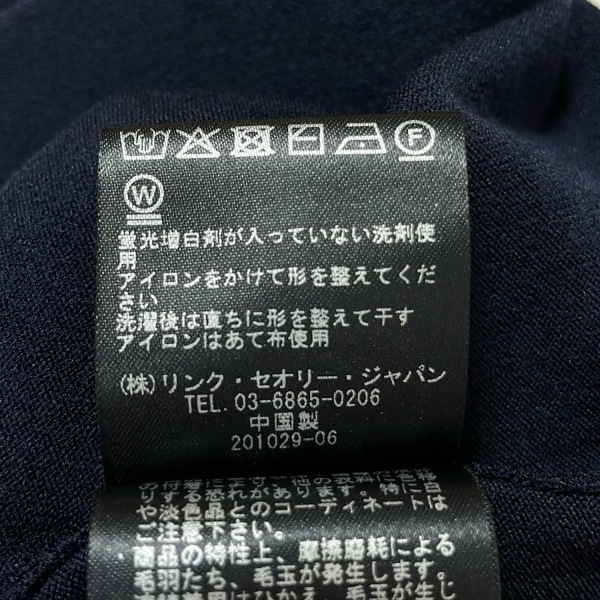 F
W
蛍光増白剤が入っていない洗剤使
用
アイロンをかけて形を整えてくだ
さい
洗濯後は直ちに形を整えて干す
アイロンはあて布使用
(株)リンク・セオリー・ジャパン
TEL. 03-6865-0206
中国製
201029-06
や淡色品とのコーディネートは
ご注意下さい。
・商品の特性上、摩擦磨耗による
毛羽たち、毛玉が発生します。